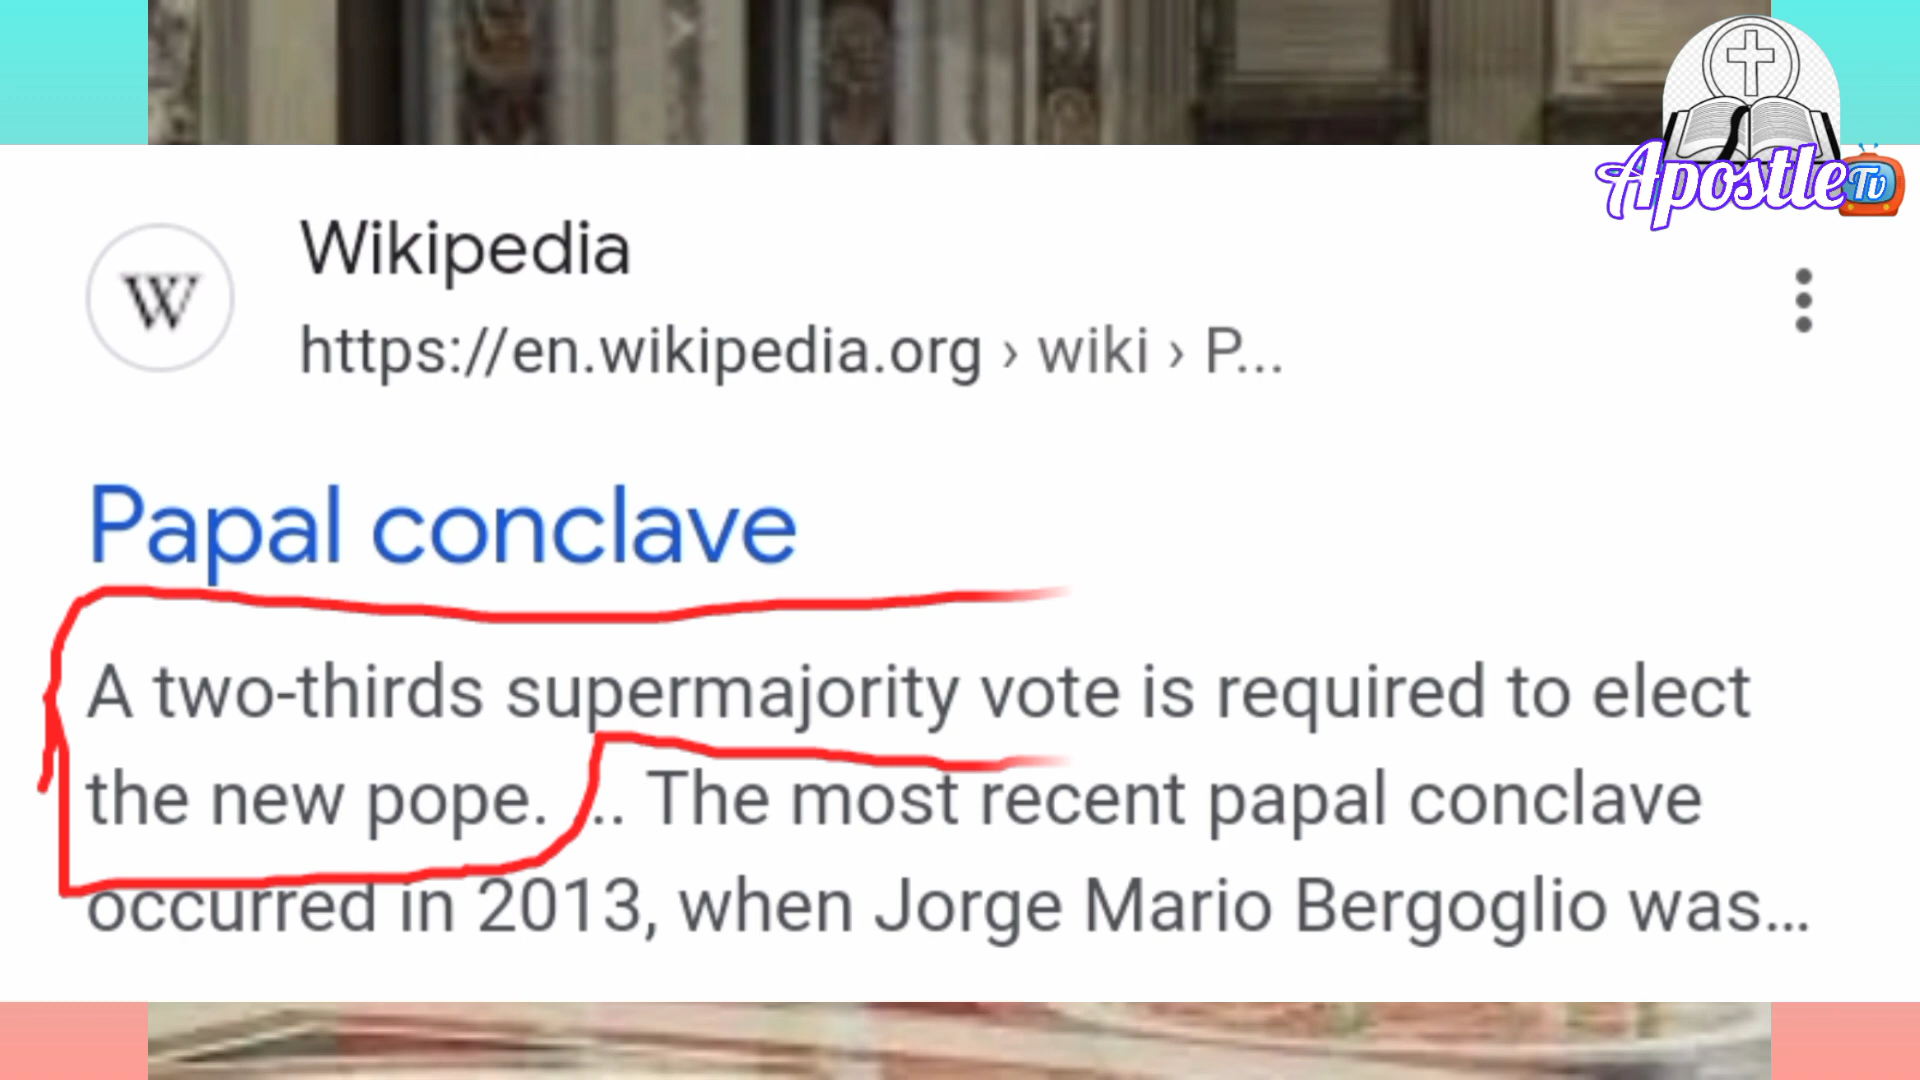 Apostle Tv
W
Wikipedia
https://en.wikipedia.org › wiki › P...
Papal conclave
A two-thirds supermajority vote is required to elect
the new pope. ... The most recent papal conclave
occurred in 2013, when Jorge Mario Bergoglio was...